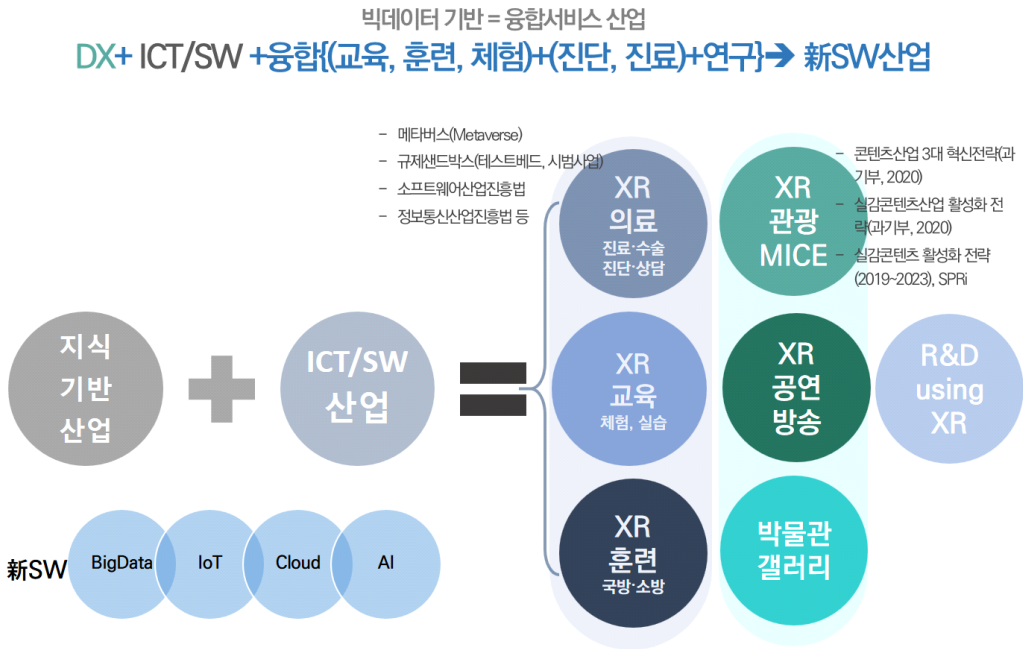 빅데이터 기반 = 융합서비스 산업
DX+ ICT/SW +융합{(교육, 훈련, 체험)+(진단, 진료)+연구}➔ 新SW산업
- 메타버스(Metaverse)
- 규제샌드박스(테스트베드, 시범사업)
- 소프트웨어산업진흥법
- 정보통신산업진흥법 등
- 콘텐츠산업 3대 혁신전략(과
기부, 2020)
- 실감콘텐츠산업 활성화 전
략(과기부, 2020)
- 실감콘텐츠 활성화 전략
(2019~2023), SPRi
지식
기반
산업
ICT/SW
산업
XR
의료
진료·수술
진단·상담
XR
관광
MICE
XR
교육
체험, 실습
XR
공연
방송
R&D
using
XR
XR
훈련
국방·소방
박물관
갤러리
新SW
BigData
IoT
Cloud
AI